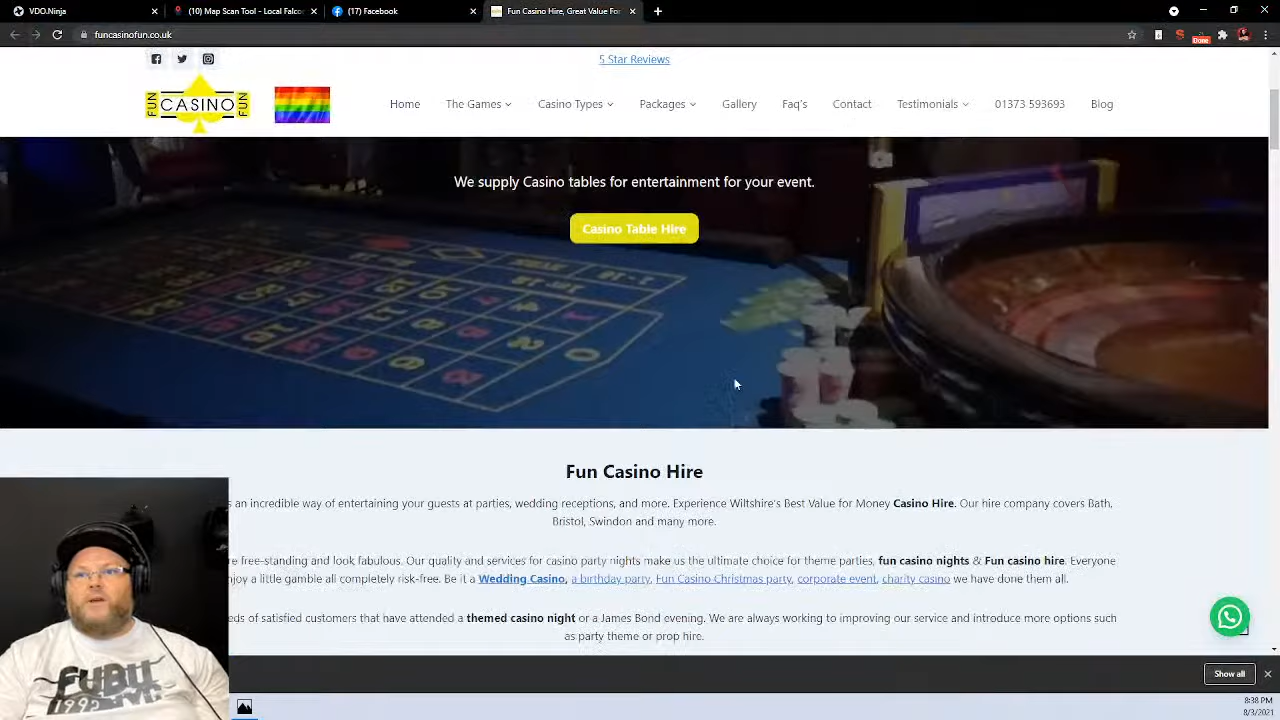 VDO.Ninja
(10) Map Scan Tool - Local Falcon
(17) Facebook
Fun Casino Hire, Great Value For
funcasinofun.co.uk
Done
5 Star Reviews
FUN CASINO FUN
Home The Games Casino Types Packages Gallery Faq's Contact Testimonials 01373 593693 Blog
We supply Casino tables for entertainment for your event.
Casino Table Hire
Fun Casino Hire
s an incredible way of entertaining your guests at parties, wedding receptions, and more. Experience Wiltshire's Best Value for Money Casino Hire. Our hire company covers Bath,
Bristol, Swindon and many more.
re free-standing and look fabulous. Our quality and services for casino party nights make us the ultimate choice for theme parties, fun casino nights & Fun casino hire. Everyone
njoy a little gamble all completely risk-free. Be it a Wedding Casino, a birthday party, Fun Casino Christmas party, corporate event, charity casino we have done them all.
eds of satisfied customers that have attended a themed casino night or a James Bond evening. We are always working to improving our service and introduce more options such
as party theme or prop hire.
FUBU
NYC
Show all
8:38 PM
8/3/2021